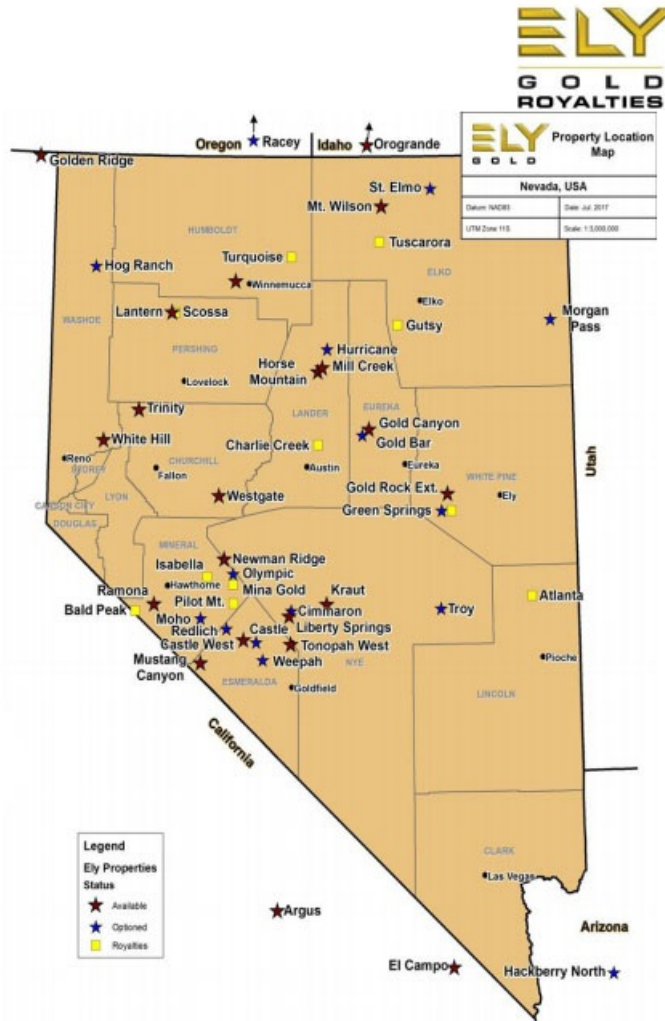 ELY
GOLD
ROYALTIES
ELY
GOLD
Property Location
Map
Nevada, USA
Datum: NAD83
Date: Jul. 2017
UTM Zone 11S
Scale: 1:3,000,000
Oregon
Racey
Idaho
Orogrande
Golden Ridge
St. Elmo
Mt. Wilson
HUMBOLDT
Turquoise
Tuscarora
ELKO
Hog Ranch
Winnemucca
Elko
WASHOE
Lantern
Scossa
Gutsy
Morgan
Pass
PERSHING
Hurricane
Horse
Mountain
Mill Creek
Lovelock
LANDER
EUREKA
Trinity
Gold Canyon
White Hill
Gold Bar
Charlie Creek
Reno
STOREY
CHURCHILL
Fallon
Austin
Eureka
WHITE PINE
Utah
LYON
Westgate
Gold Rock Ext.
Ely
CARSON CITY
Green Springs
DOUGLAS
MINERAL
Newman Ridge
Isabella
Olympic
Ramona
Hawthorne
Mina Gold
Kraut
Atlanta
Bald Peak
Pilot Mt.
Cimmaron
Troy
Moho
Liberty Springs
Redlich
Castle
Castle West
Tonopah West
Pioche
Mustang
Canyon
Weepah
NYE
ESMERALDA
Goldfield
LINCOLN
California
CLARK
Las Vegas
Legend
Ely Properties
Status
Available
Optioned
Royalties
Argus
Arizona
El Campo
Hackberry North